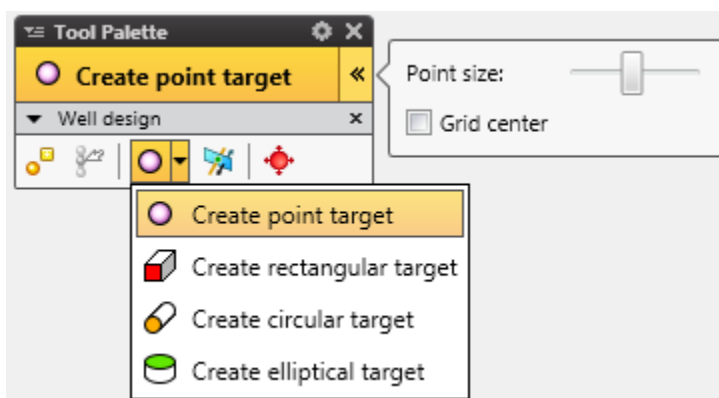 Tool Palette
Create point target
«
Point size:
Grid center
Well design
Create point target
Create rectangular target
Create circular target
Create elliptical target